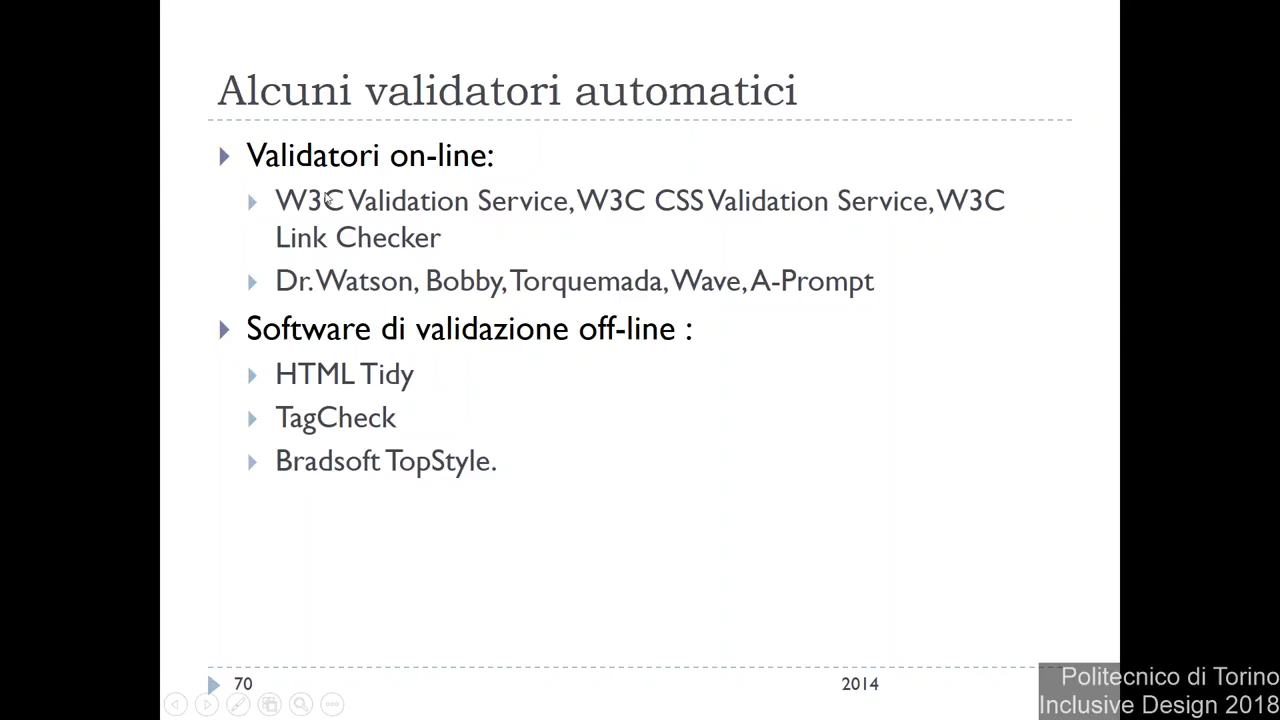 Alcuni validatori automatici
Validatori on-line:
W3C Validation Service, W3C CSS Validation Service, W3C
Link Checker
Dr. Watson, Bobby, Torquemada, Wave, A-Prompt
Software di validazione off-line :
HTML Tidy
TagCheck
Bradsoft TopStyle.
70
2014
Politecnico di Torino
Inclusive Design 2018